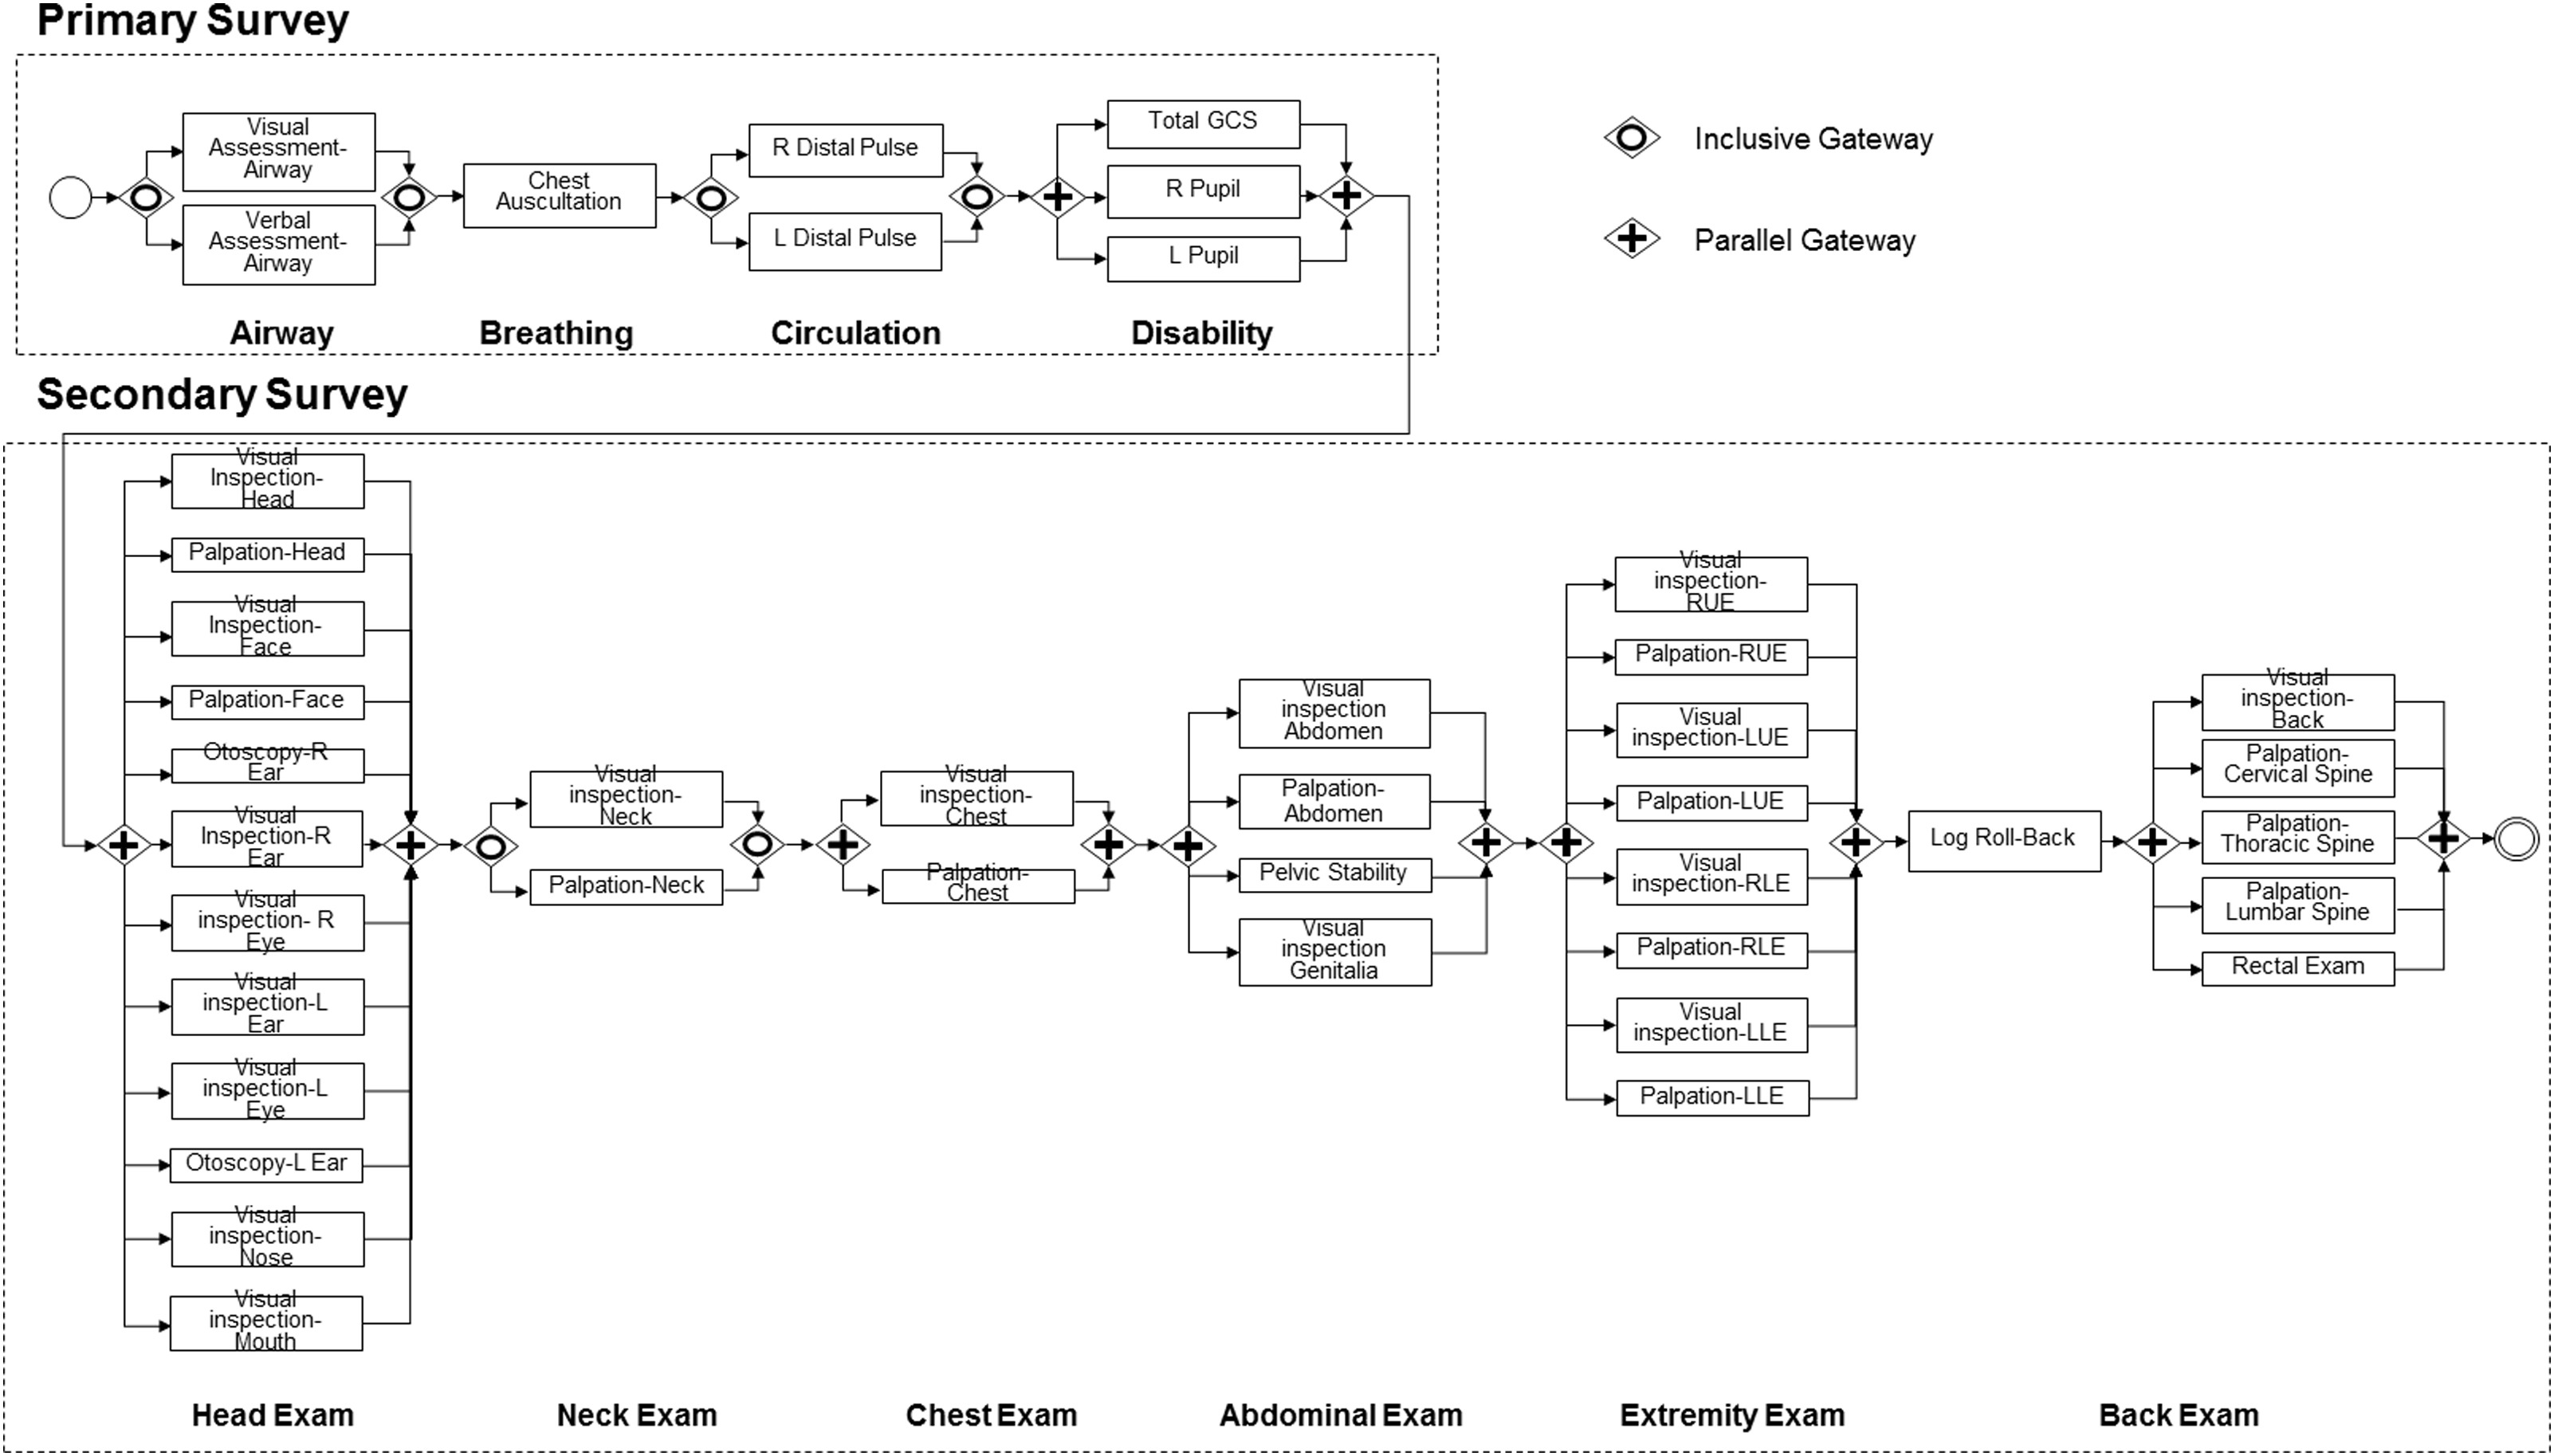 Primary Survey
Visual
Assessment-
Airway
Verbal
Assessment-
Airway
Chest
Auscultation
R Distal Pulse
L Distal Pulse
Total GCS
R Pupil
L Pupil
Airway
Breathing
Circulation
Disability
Inclusive Gateway
Parallel Gateway
Secondary Survey
Visual
Inspection-
Head
Palpation-Head
Visual
Inspection-
Face
Palpation-Face
Otoscopy-R
Ear
Visual
Inspection-R
Ear
Visual
inspection- R
Eye
Visual
inspection-L
Ear
Visual
inspection-L
Eye
Otoscopy-L Ear
Visual
inspection-
Nose
Visual
inspection-
Mouth
Visual
inspection-
Neck
Palpation-Neck
Visual
inspection-
Chest
Palpation-
Chest
Visual
inspection
Abdomen
Palpation-
Abdomen
Pelvic Stability
Visual
inspection
Genitalia
Visual
inspection-
RUE
Palpation-RUE
Visual
inspection-LUE
Palpation-LUE
Visual
inspection-RLE
Palpation-RLE
Visual
inspection-LLE
Palpation-LLE
Log Roll-Back
Visual
inspection-
Back
Palpation-
Cervical Spine
Palpation-
Thoracic Spine
Palpation-
Lumbar Spine
Rectal Exam
Head Exam
Neck Exam
Chest Exam
Abdominal Exam
Extremity Exam
Back Exam